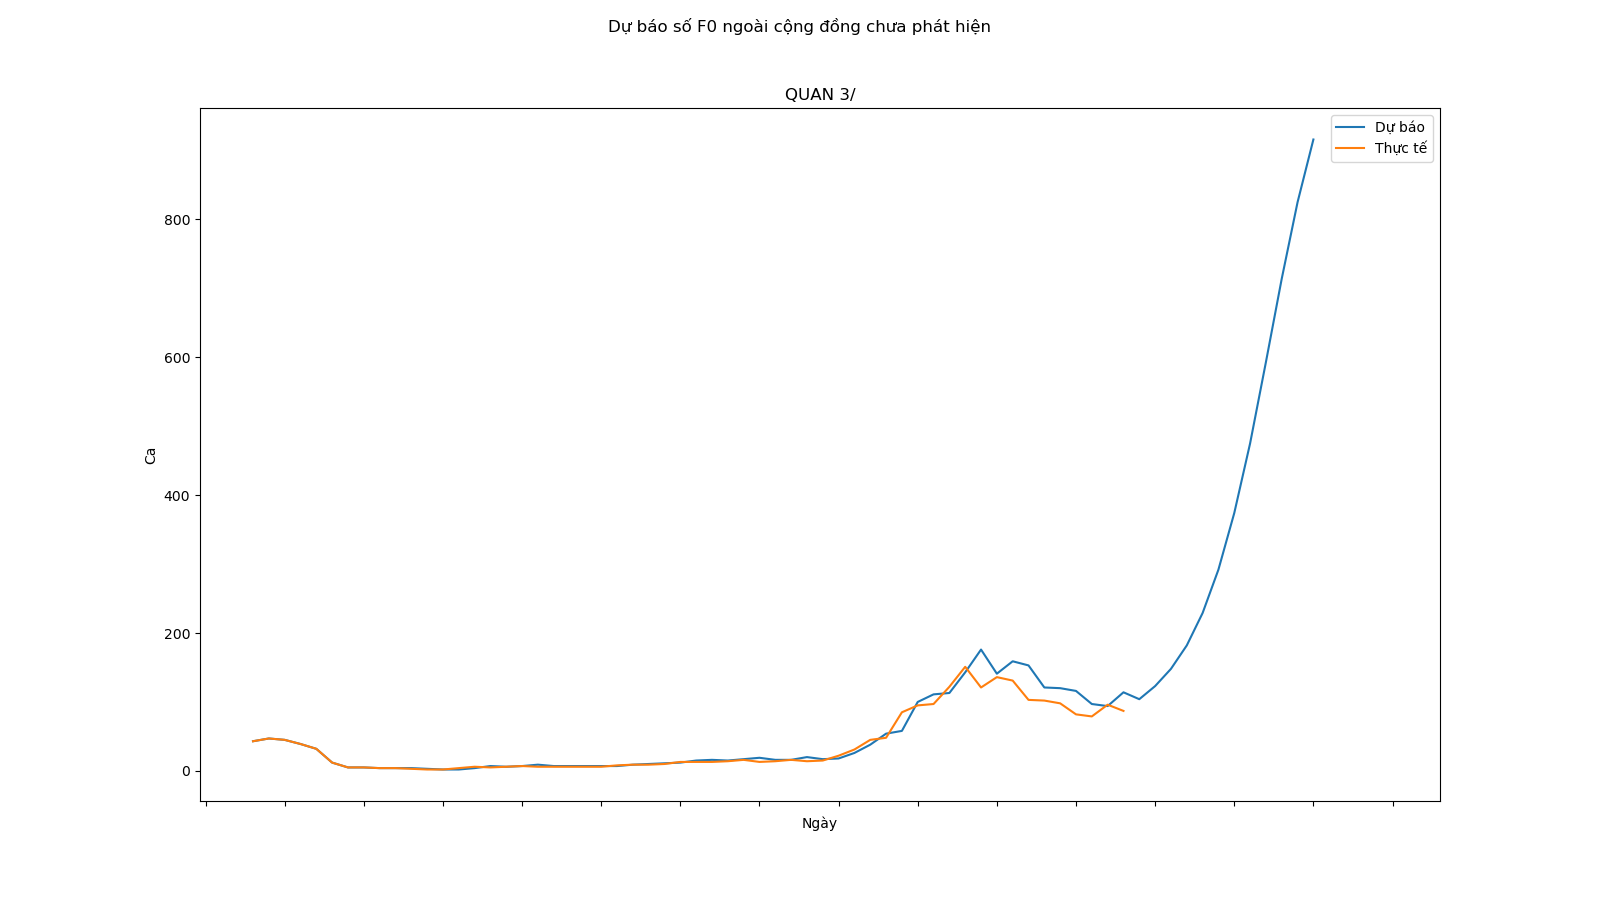 Dự báo số F0 ngoài cộng đồng chưa phát hiện
QUAN 3/
Dự báo
Thực tế
800
600
400
200
0
Ca
Ngày